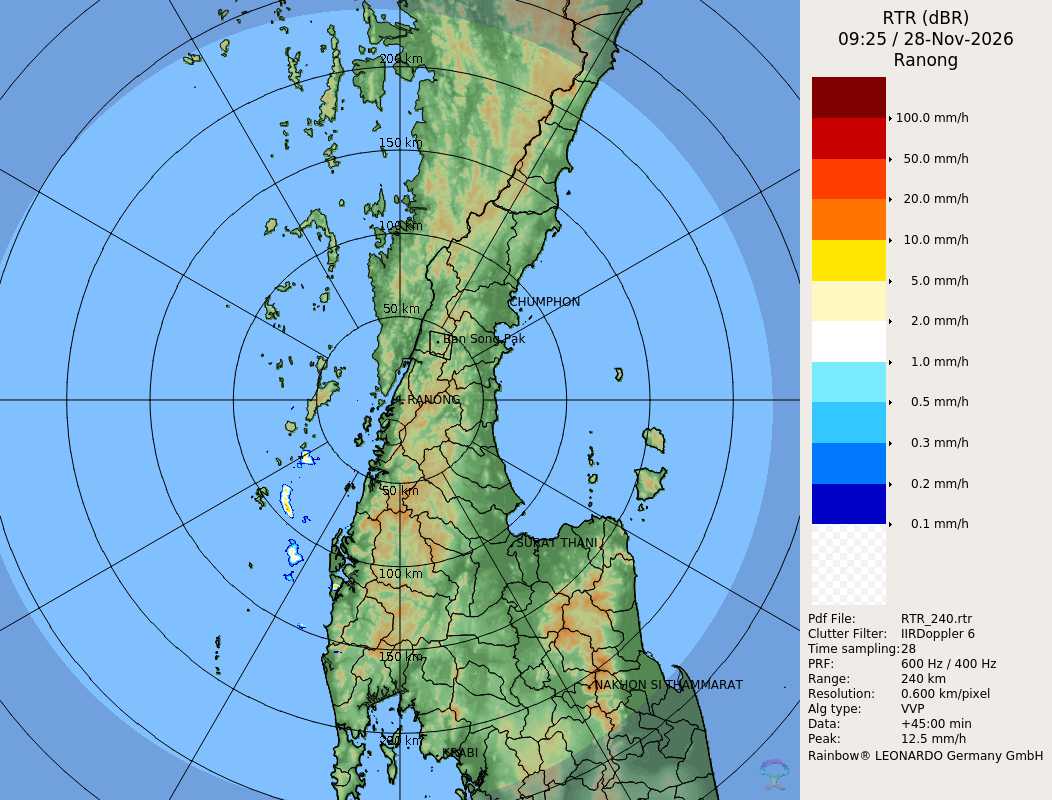 200 km
150 km
100 km
CHUMPHON
50 km
Ban Song Pak
RANONG
50 km
SURAT THANI
100 km
150 km
NAKHON SI THAMMARAT
200 km
KRABI
RTR (dBR)
09:25 / 28-Nov-2026
Ranong
100.0 mm/h
50.0 mm/h
20.0 mm/h
10.0 mm/h
5.0 mm/h
2.0 mm/h
1.0 mm/h
0.5 mm/h
0.3 mm/h
0.2 mm/h
0.1 mm/h
Pdf File: RTR_240.rtr
Clutter Filter: IIRDoppler 6
Time sampling:28
PRF: 600 Hz / 400 Hz
Range: 240 km
Resolution: 0.600 km/pixel
Alg type: VVP
Data: +45:00 min
Peak: 12.5 mm/h
Rainbow® LEONARDO Germany GmbH